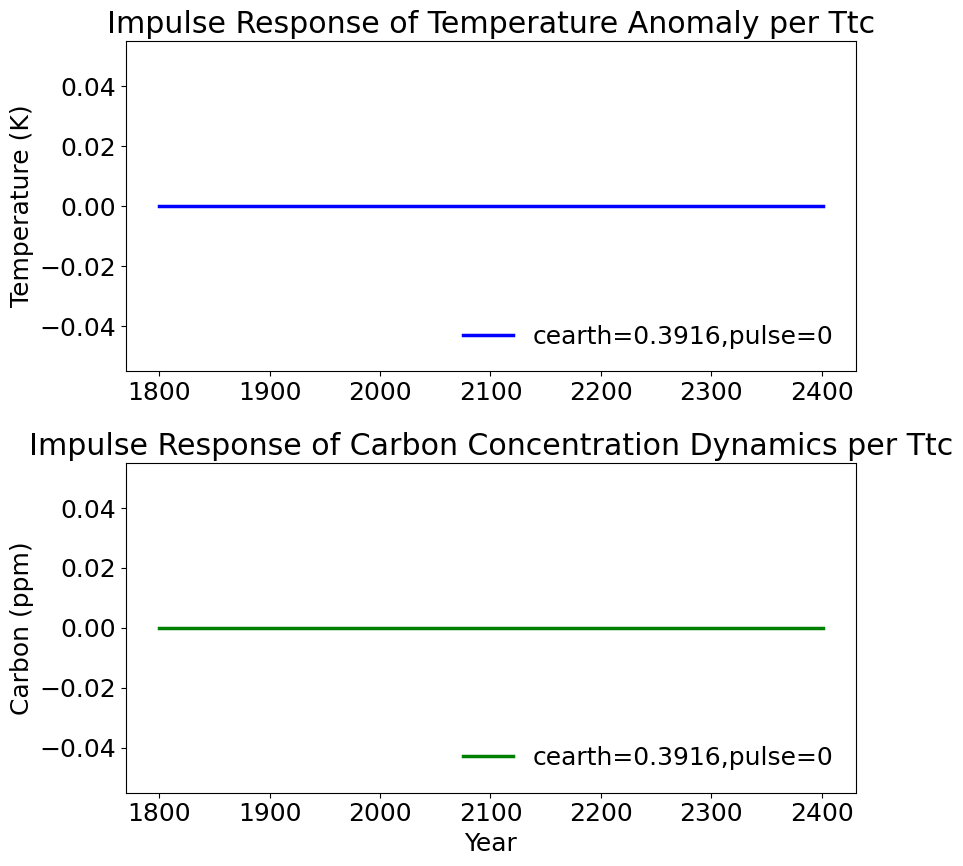 Impulse Response of Temperature Anomaly per Ttc
Temperature (K)
0.04
0.02
0.00
−0.02
−0.04
cearth=0.3916,pulse=0
1800 1900 2000 2100 2200 2300 2400
Impulse Response of Carbon Concentration Dynamics per Ttc
Carbon (ppm)
0.04
0.02
0.00
−0.02
−0.04
cearth=0.3916,pulse=0
1800 1900 2000 2100 2200 2300 2400
Year